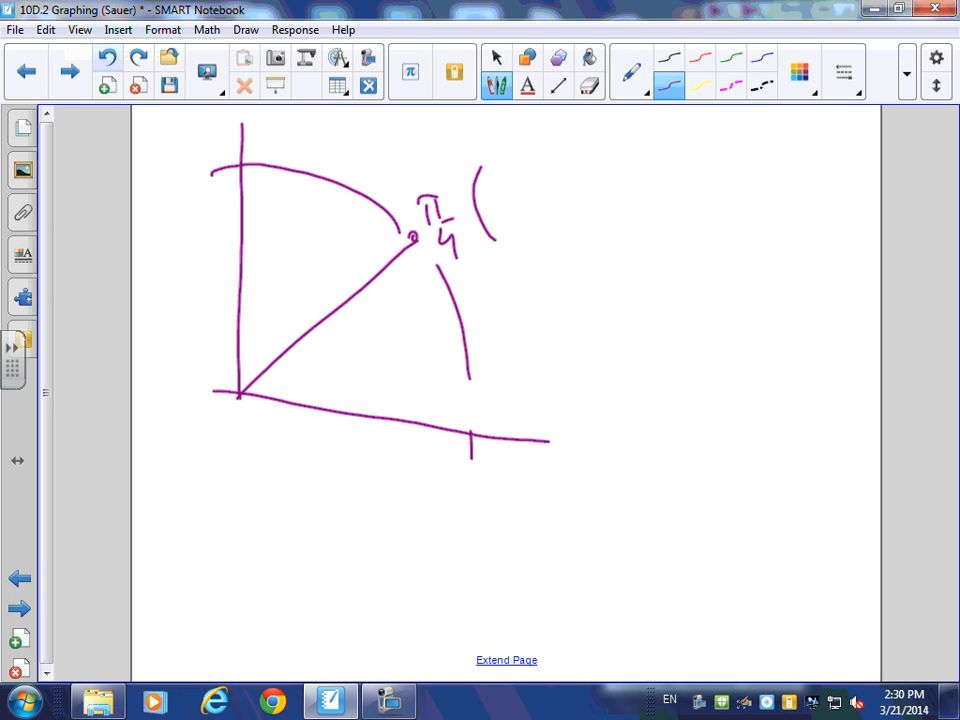 10D.2 Graphing (Sauer) * - SMART Notebook
File Edit View Insert Format Math Draw Response Help
π
A
π
4
(
Extend Page
EN
2:30 PM
3/21/2014